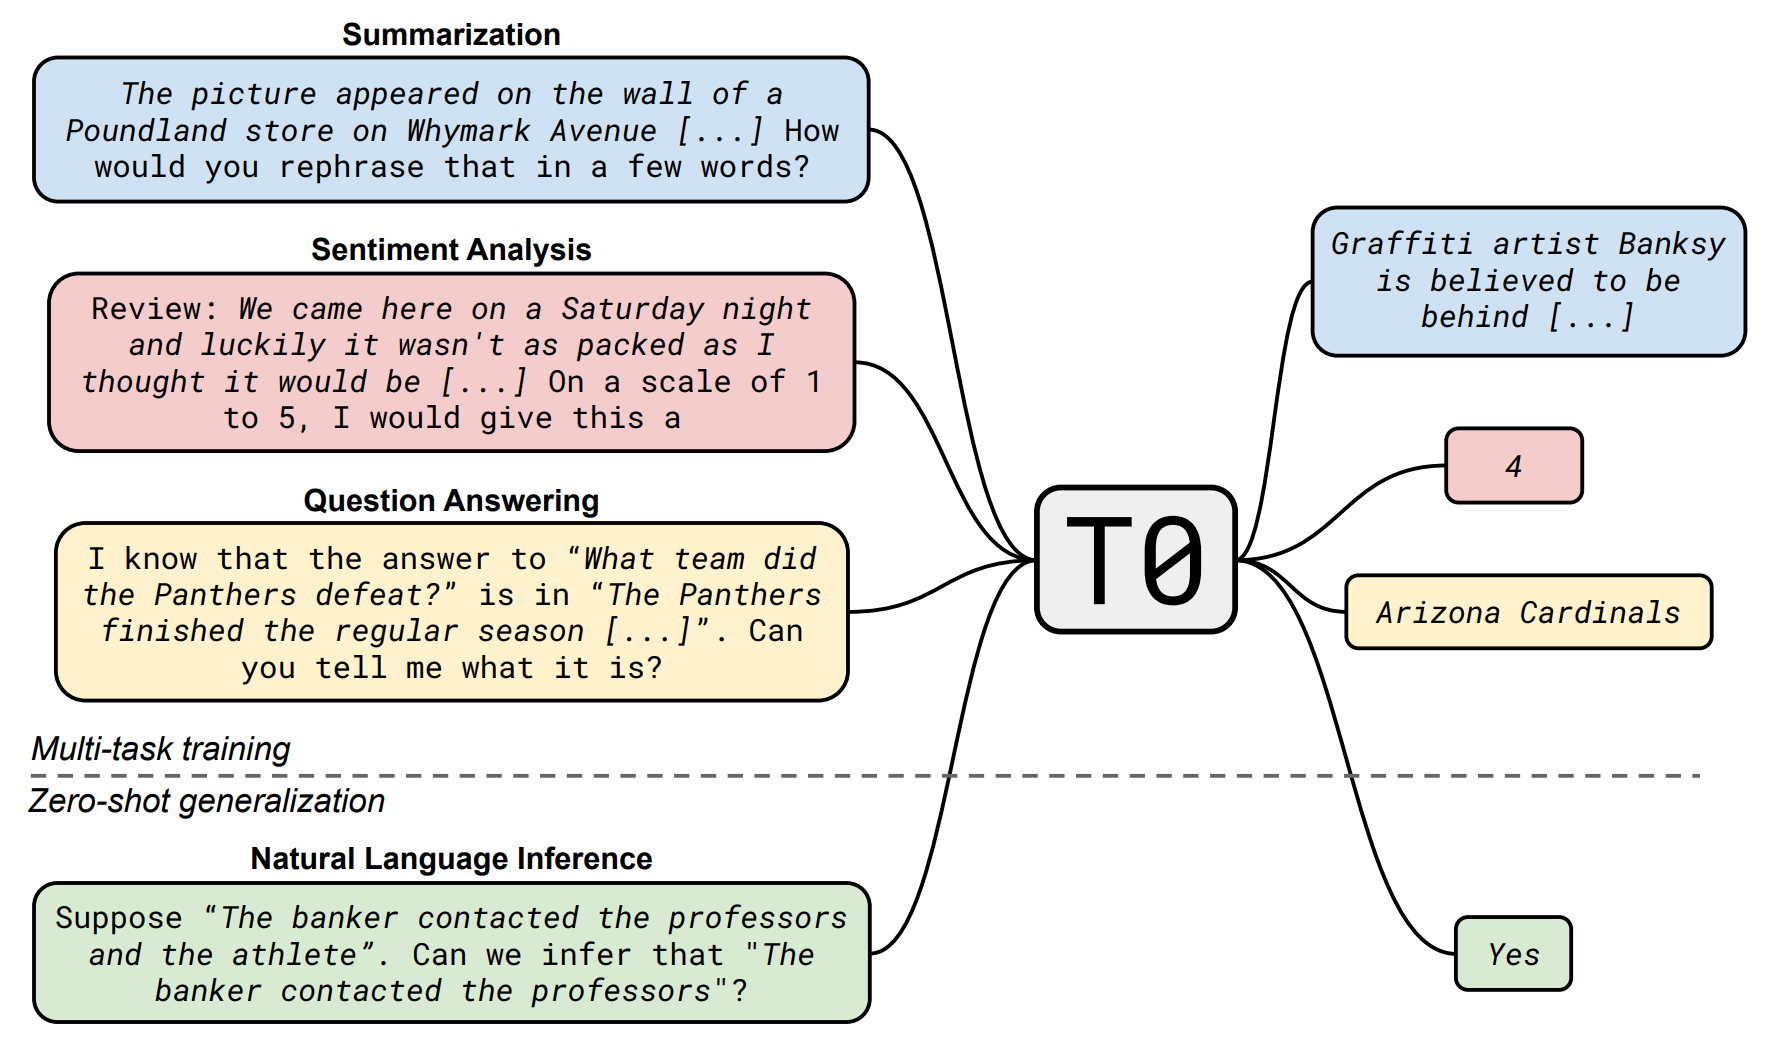 Summarization
The picture appeared on the wall of a
Poundland store on Whymark Avenue [...] How
would you rephrase that in a few words?
Sentiment Analysis
Review: We came here on a Saturday night
and luckily it wasn't as packed as I
thought it would be [...] On a scale of 1
to 5, I would give this a
Question Answering
I know that the answer to “What team did
the Panthers defeat?” is in “The Panthers
finished the regular season [...]”. Can
you tell me what it is?
Multi-task training
Zero-shot generalization
Natural Language Inference
Suppose “The banker contacted the professors
and the athlete”. Can we infer that "The
banker contacted the professors"?
T0
Graffiti artist Banksy
is believed to be
behind [...]
4
Arizona Cardinals
Yes